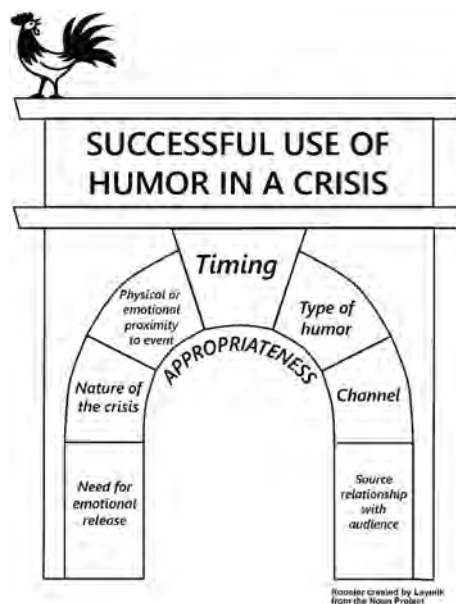 SUCCESSFUL USE OF
HUMOR IN A CRISIS
Timing
Physical or
emotional
proximity
to event
Type of
humor
APPROPRIATENESS
Nature of
the crisis
Channel
Need for
emotional
release
Source
relationship
with
audience
Rooster created by Laymik
from the Noun Project